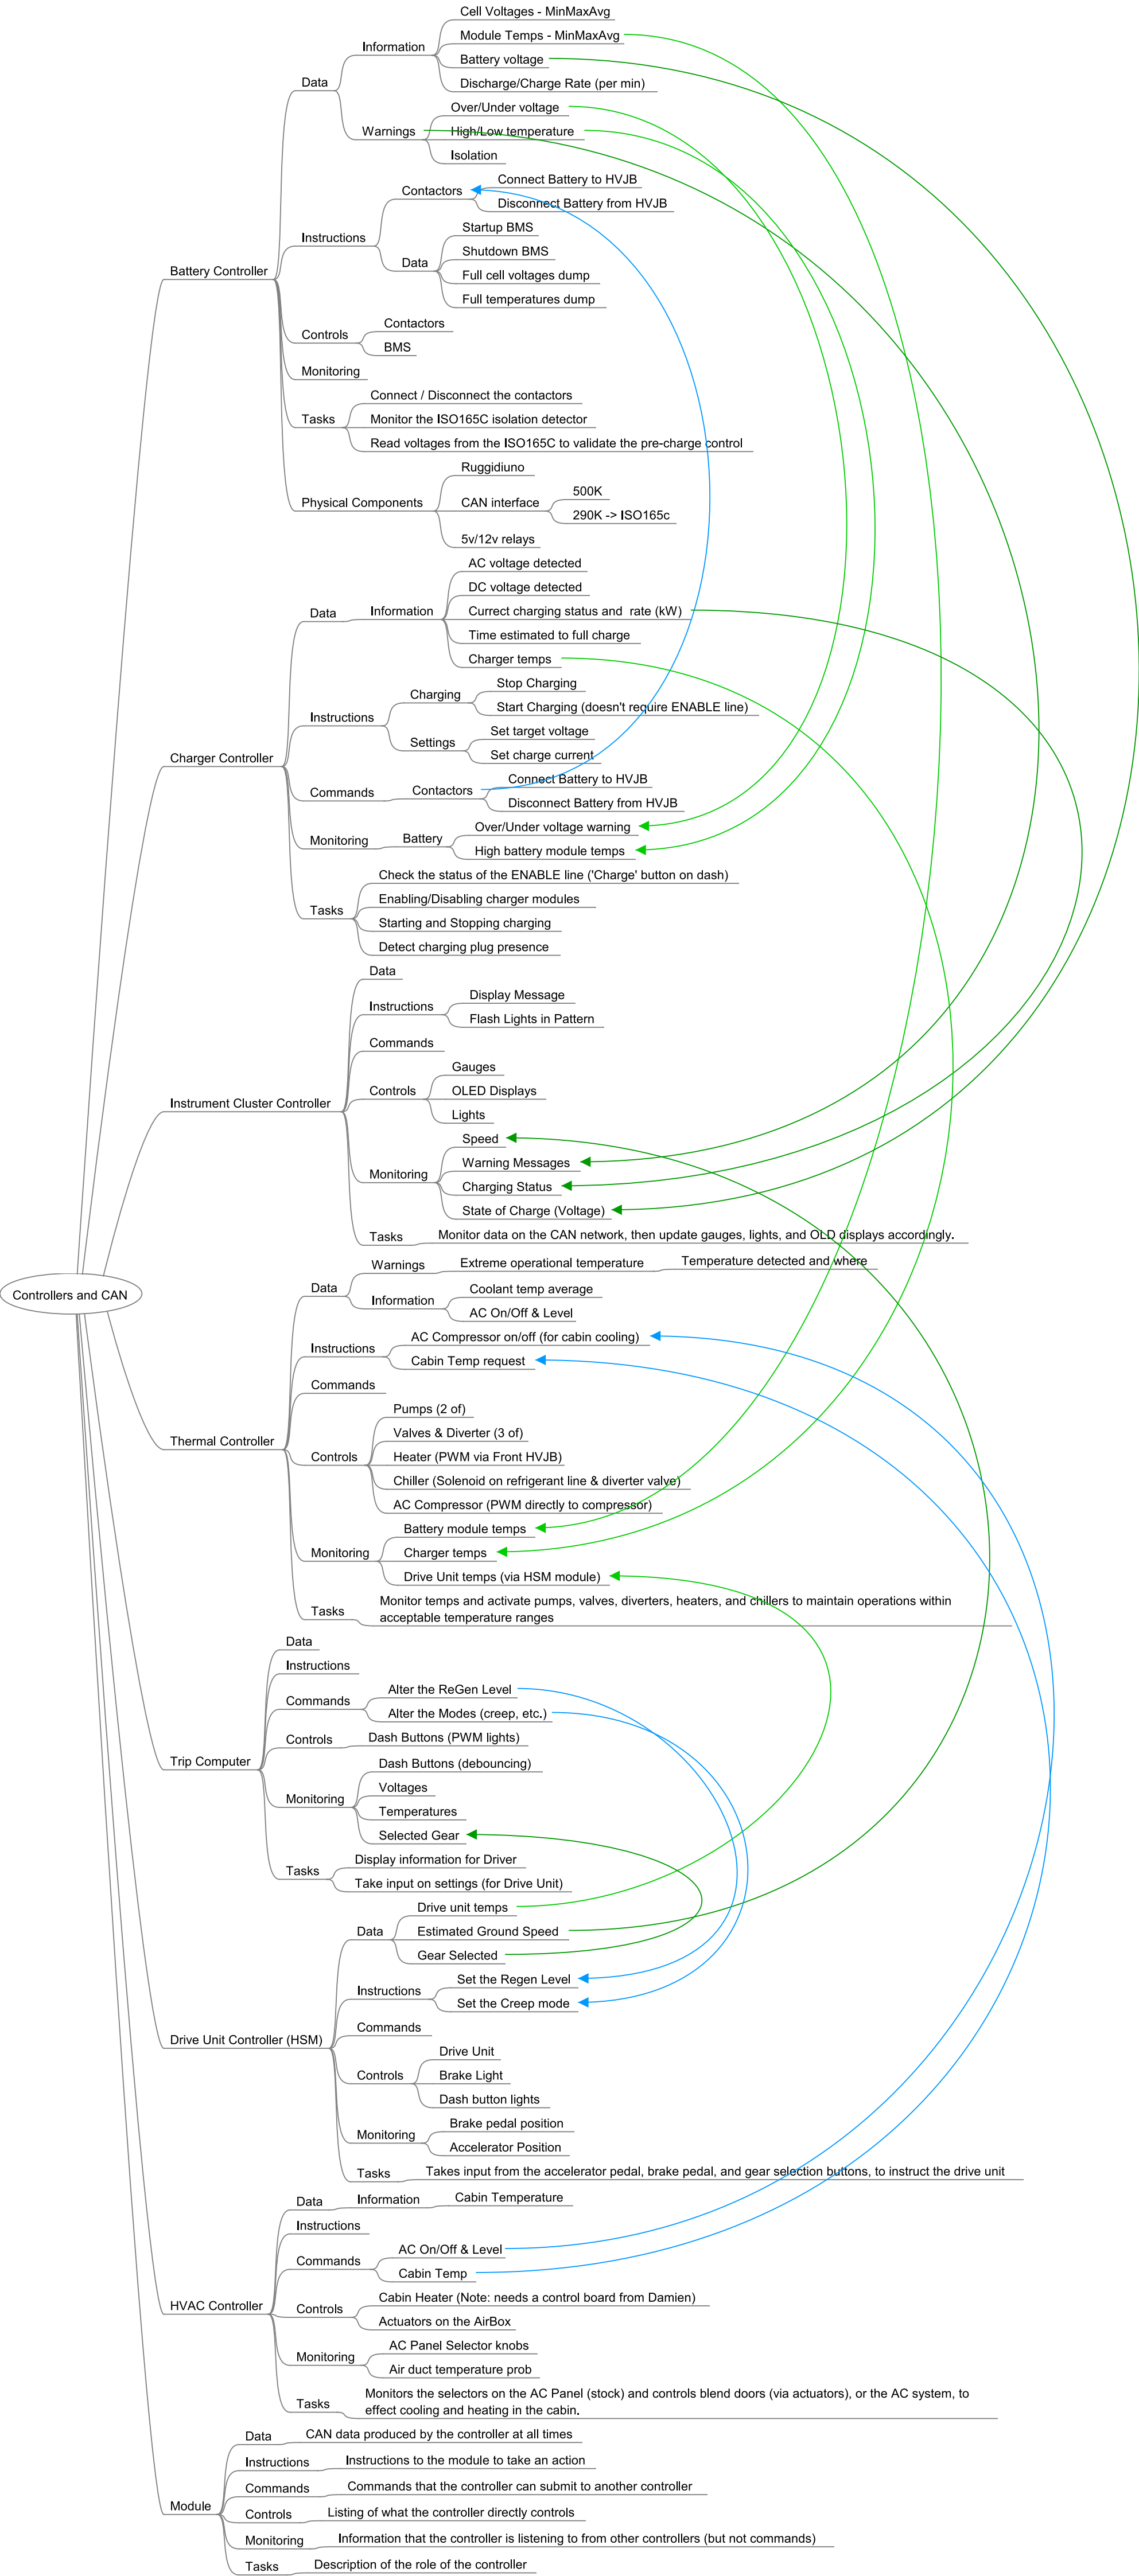 Cell Voltages - MinMaxAvg
Module Temps - MinMaxAvg
Information
Battery voltage
Discharge/Charge Rate (per min)
Data
Over/Under voltage
Warnings
High/Low temperature
Isolation
Connect Battery to HVJB
Contactors
Disconnect Battery from HVJB
Instructions
Startup BMS
Shutdown BMS
Data
Full cell voltages dump
Full temperatures dump
Battery Controller
Contactors
Controls
BMS
Monitoring
Connect / Disconnect the contactors
Tasks
Monitor the ISO165C isolation detector
Read voltages from the ISO165C to validate the pre-charge control
Ruggidiuno
Physical Components
CAN interface
500K
290K -> ISO165c
5v/12v relays
AC voltage detected
DC voltage detected
Data
Information
Currect charging status and  rate (kW)
Time estimated to full charge
Charger temps
Stop Charging
Charging
Start Charging (doesn't require ENABLE line)
Instructions
Set target voltage
Settings
Set charge current
Charger Controller
Connect Battery to HVJB
Commands
Contactors
Disconnect Battery from HVJB
Over/Under voltage warning
Monitoring
Battery
High battery module temps
Check the status of the ENABLE line ('Charge' button on dash)
Enabling/Disabling charger modules
Tasks
Starting and Stopping charging
Detect charging plug presence
Data
Display Message
Instructions
Flash Lights in Pattern
Commands
Gauges
Controls
OLED Displays
Lights
Instrument Cluster Controller
Speed
Warning Messages
Monitoring
Charging Status
State of Charge (Voltage)
Tasks
Monitor data on the CAN network, then update gauges, lights, and OLD displays accordingly.
Controllers and CAN
Warnings
Extreme operational temperature
Temperature detected and where
Data
Coolant temp average
Information
AC On/Off & Level
AC Compressor on/off (for cabin cooling)
Instructions
Cabin Temp request
Commands
Thermal Controller
Pumps (2 of)
Valves & Diverter (3 of)
Controls
Heater (PWM via Front HVJB)
Chiller (Solenoid on refrigerant line & diverter valve)
AC Compressor (PWM directly to compressor)
Battery module temps
Monitoring
Charger temps
Drive Unit temps (via HSM module)
Tasks
Monitor temps and activate pumps, valves, diverters, heaters, and chillers to maintain operations within
acceptable temperature ranges
Data
Instructions
Alter the ReGen Level
Commands
Alter the Modes (creep, etc.)
Controls
Dash Buttons (PWM lights)
Trip Computer
Dash Buttons (debouncing)
Voltages
Monitoring
Temperatures
Selected Gear
Display information for Driver
Tasks
Take input on settings (for Drive Unit)
Drive unit temps
Data
Estimated Ground Speed
Gear Selected
Set the Regen Level
Instructions
Set the Creep mode
Commands
Drive Unit Controller (HSM)
Drive Unit
Controls
Brake Light
Dash button lights
Brake pedal position
Monitoring
Accelerator Position
Tasks
Takes input from the accelerator pedal, brake pedal, and gear selection buttons, to instruct the drive unit
Data
Information
Cabin Temperature
Instructions
AC On/Off & Level
Commands
Cabin Temp
HVAC Controller
Cabin Heater (Note: needs a control board from Damien)
Controls
Actuators on the AirBox
AC Panel Selector knobs
Monitoring
Air duct temperature prob
Tasks
Monitors the selectors on the AC Panel (stock) and controls blend doors (via actuators), or the AC system, to
effect cooling and heating in the cabin.
Data
CAN data produced by the controller at all times
Instructions
Instructions to the module to take an action
Commands
Commands that the controller can submit to another controller
Module
Controls
Listing of what the controller directly controls
Monitoring
Information that the controller is listening to from other controllers (but not commands)
Tasks
Description of the role of the controller